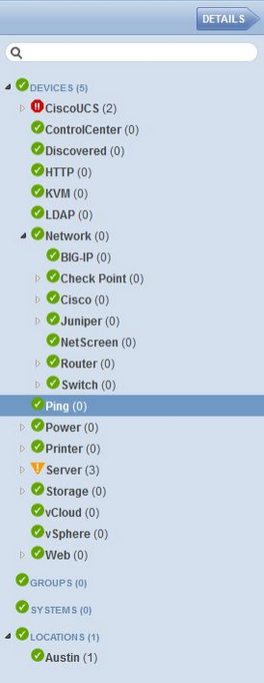 DETAILS
DEVICES (5)
CiscoUCS (2)
ControlCenter (0)
Discovered (0)
HTTP (0)
KVM (0)
LDAP (0)
Network (0)
BIG-IP (0)
Check Point (0)
Cisco (0)
Juniper (0)
NetScreen (0)
Router (0)
Switch (0)
Ping (0)
Power (0)
Printer (0)
Server (3)
Storage (0)
vCloud (0)
vSphere (0)
Web (0)
GROUPS (0)
SYSTEMS (0)
LOCATIONS (1)
Austin (1)